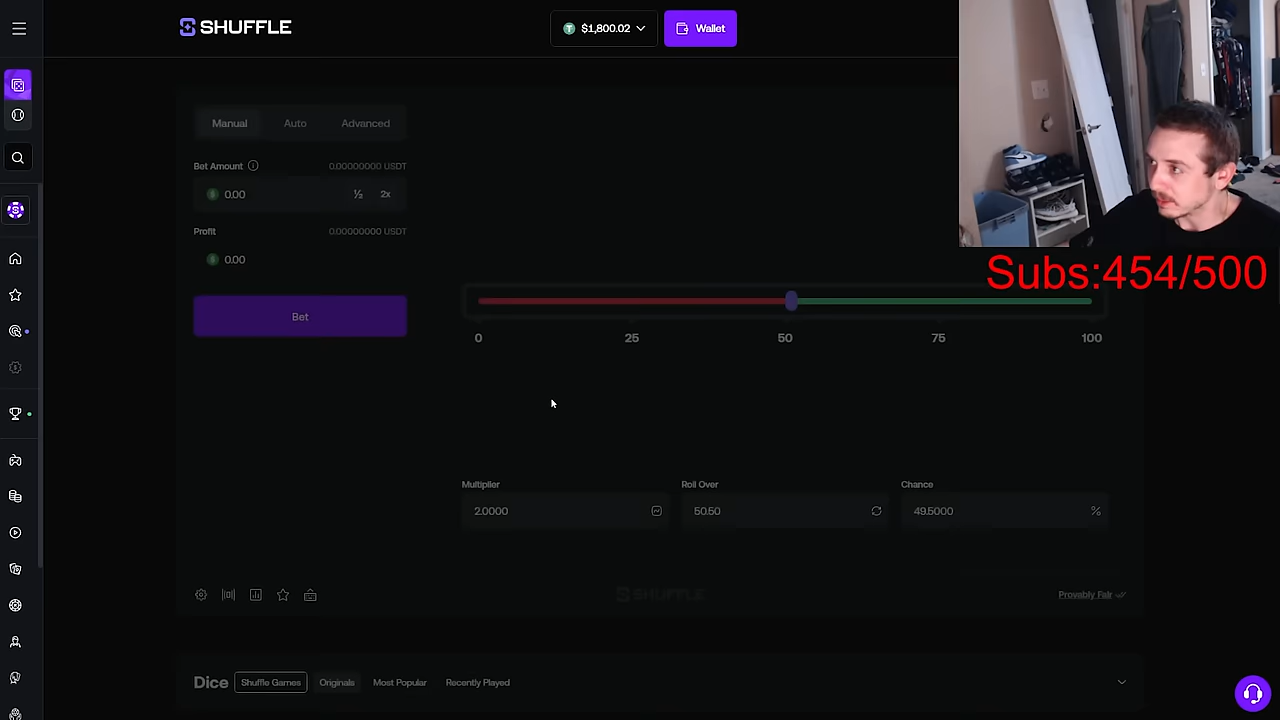 SHUFFLE
$1,800.02
Wallet
Manual
Auto
Advanced
Bet Amount
0.00000000 USDT
0.00
½
2x
Profit
0.00000000 USDT
0.00
Bet
Subs:454/500
0
25
50
75
100
Multiplier
Roll Over
Chance
2.0000
50.50
49.5000
%
SHUFFLE
Provably Fair
Dice
Shuffle Games
Originals
Most Popular
Recently Played